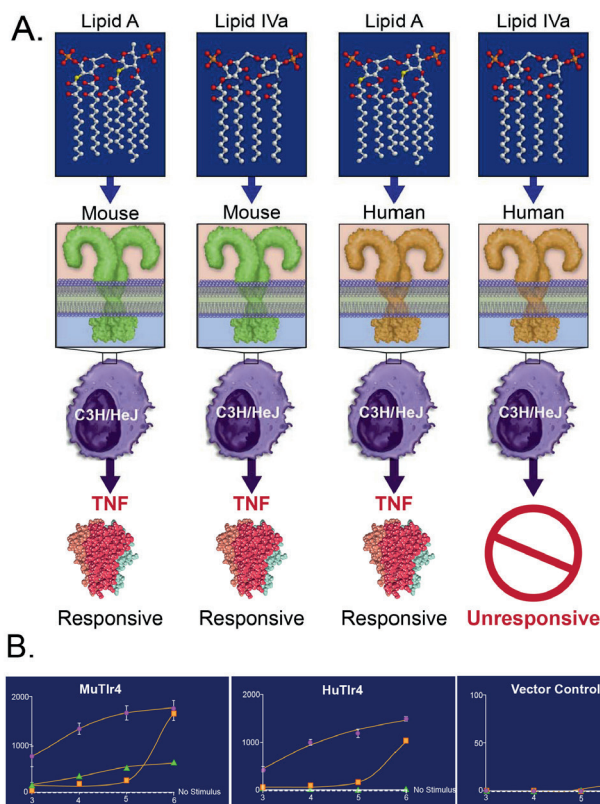 A.
Lipid A Lipid IVa Lipid A Lipid IVa
Mouse Mouse Human Human
C3H/HeJ C3H/HeJ C3H/HeJ C3H/HeJ
TNF TNF TNF
Responsive Responsive Responsive Unresponsive
B.
MuTlr4 HuTlr4 Vector Control
2000 2000 100
1000 1000 50
No Stimulus No Stimulus
0 0 0
3 4 5 6 3 4 5 6 3 4 5